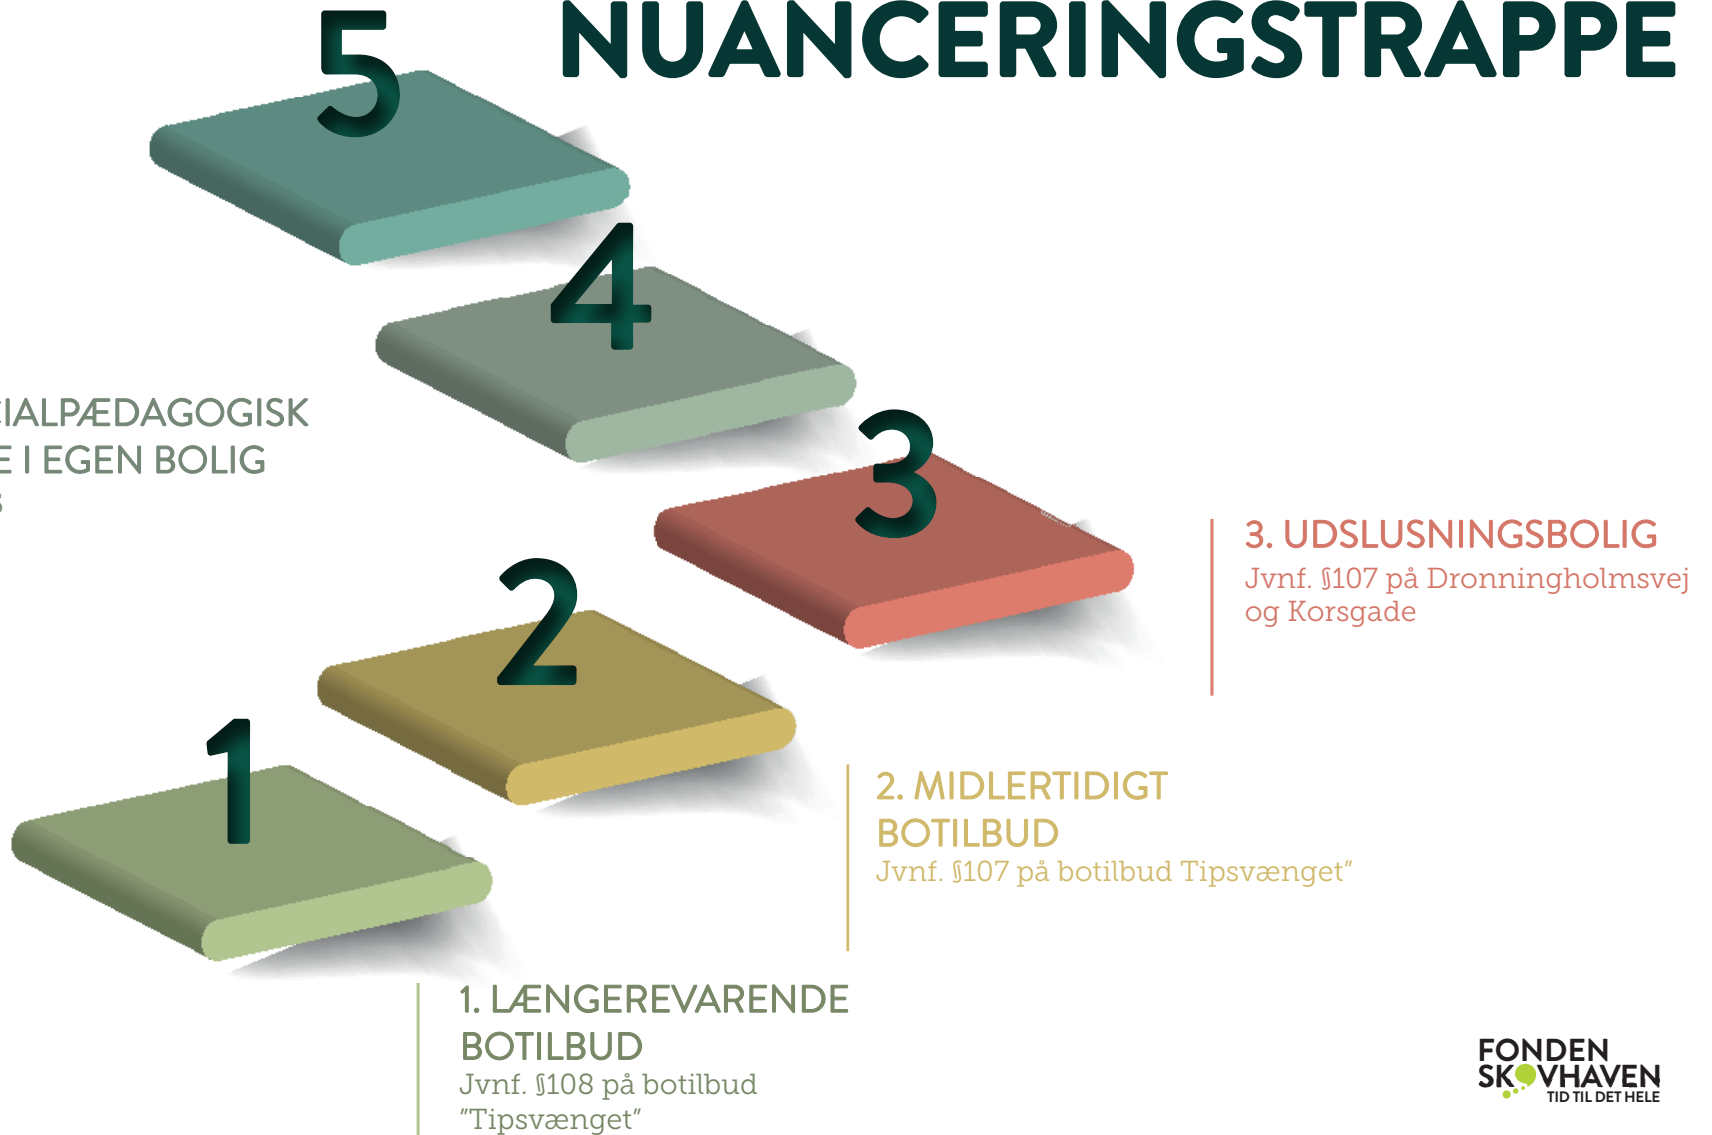 NUANCERINGSTRAPPE
5
4
CIALPÆDAGOGISK
E I EGEN BOLIG
3
3. UDSLUSNINGSBOLIG
Jvnf. §107 på Dronningholmsvej
og Korsgade
2
2. MIDLERTIDIGT
BOTILBUD
Jvnf. §107 på botilbud Tipsvænget”
1
1. LÆNGEREVARENDE
BOTILBUD
Jvnf. §108 på botilbud
”Tipsvænget”
FONDEN
SKOVHAVEN
TID TIL DET HELE